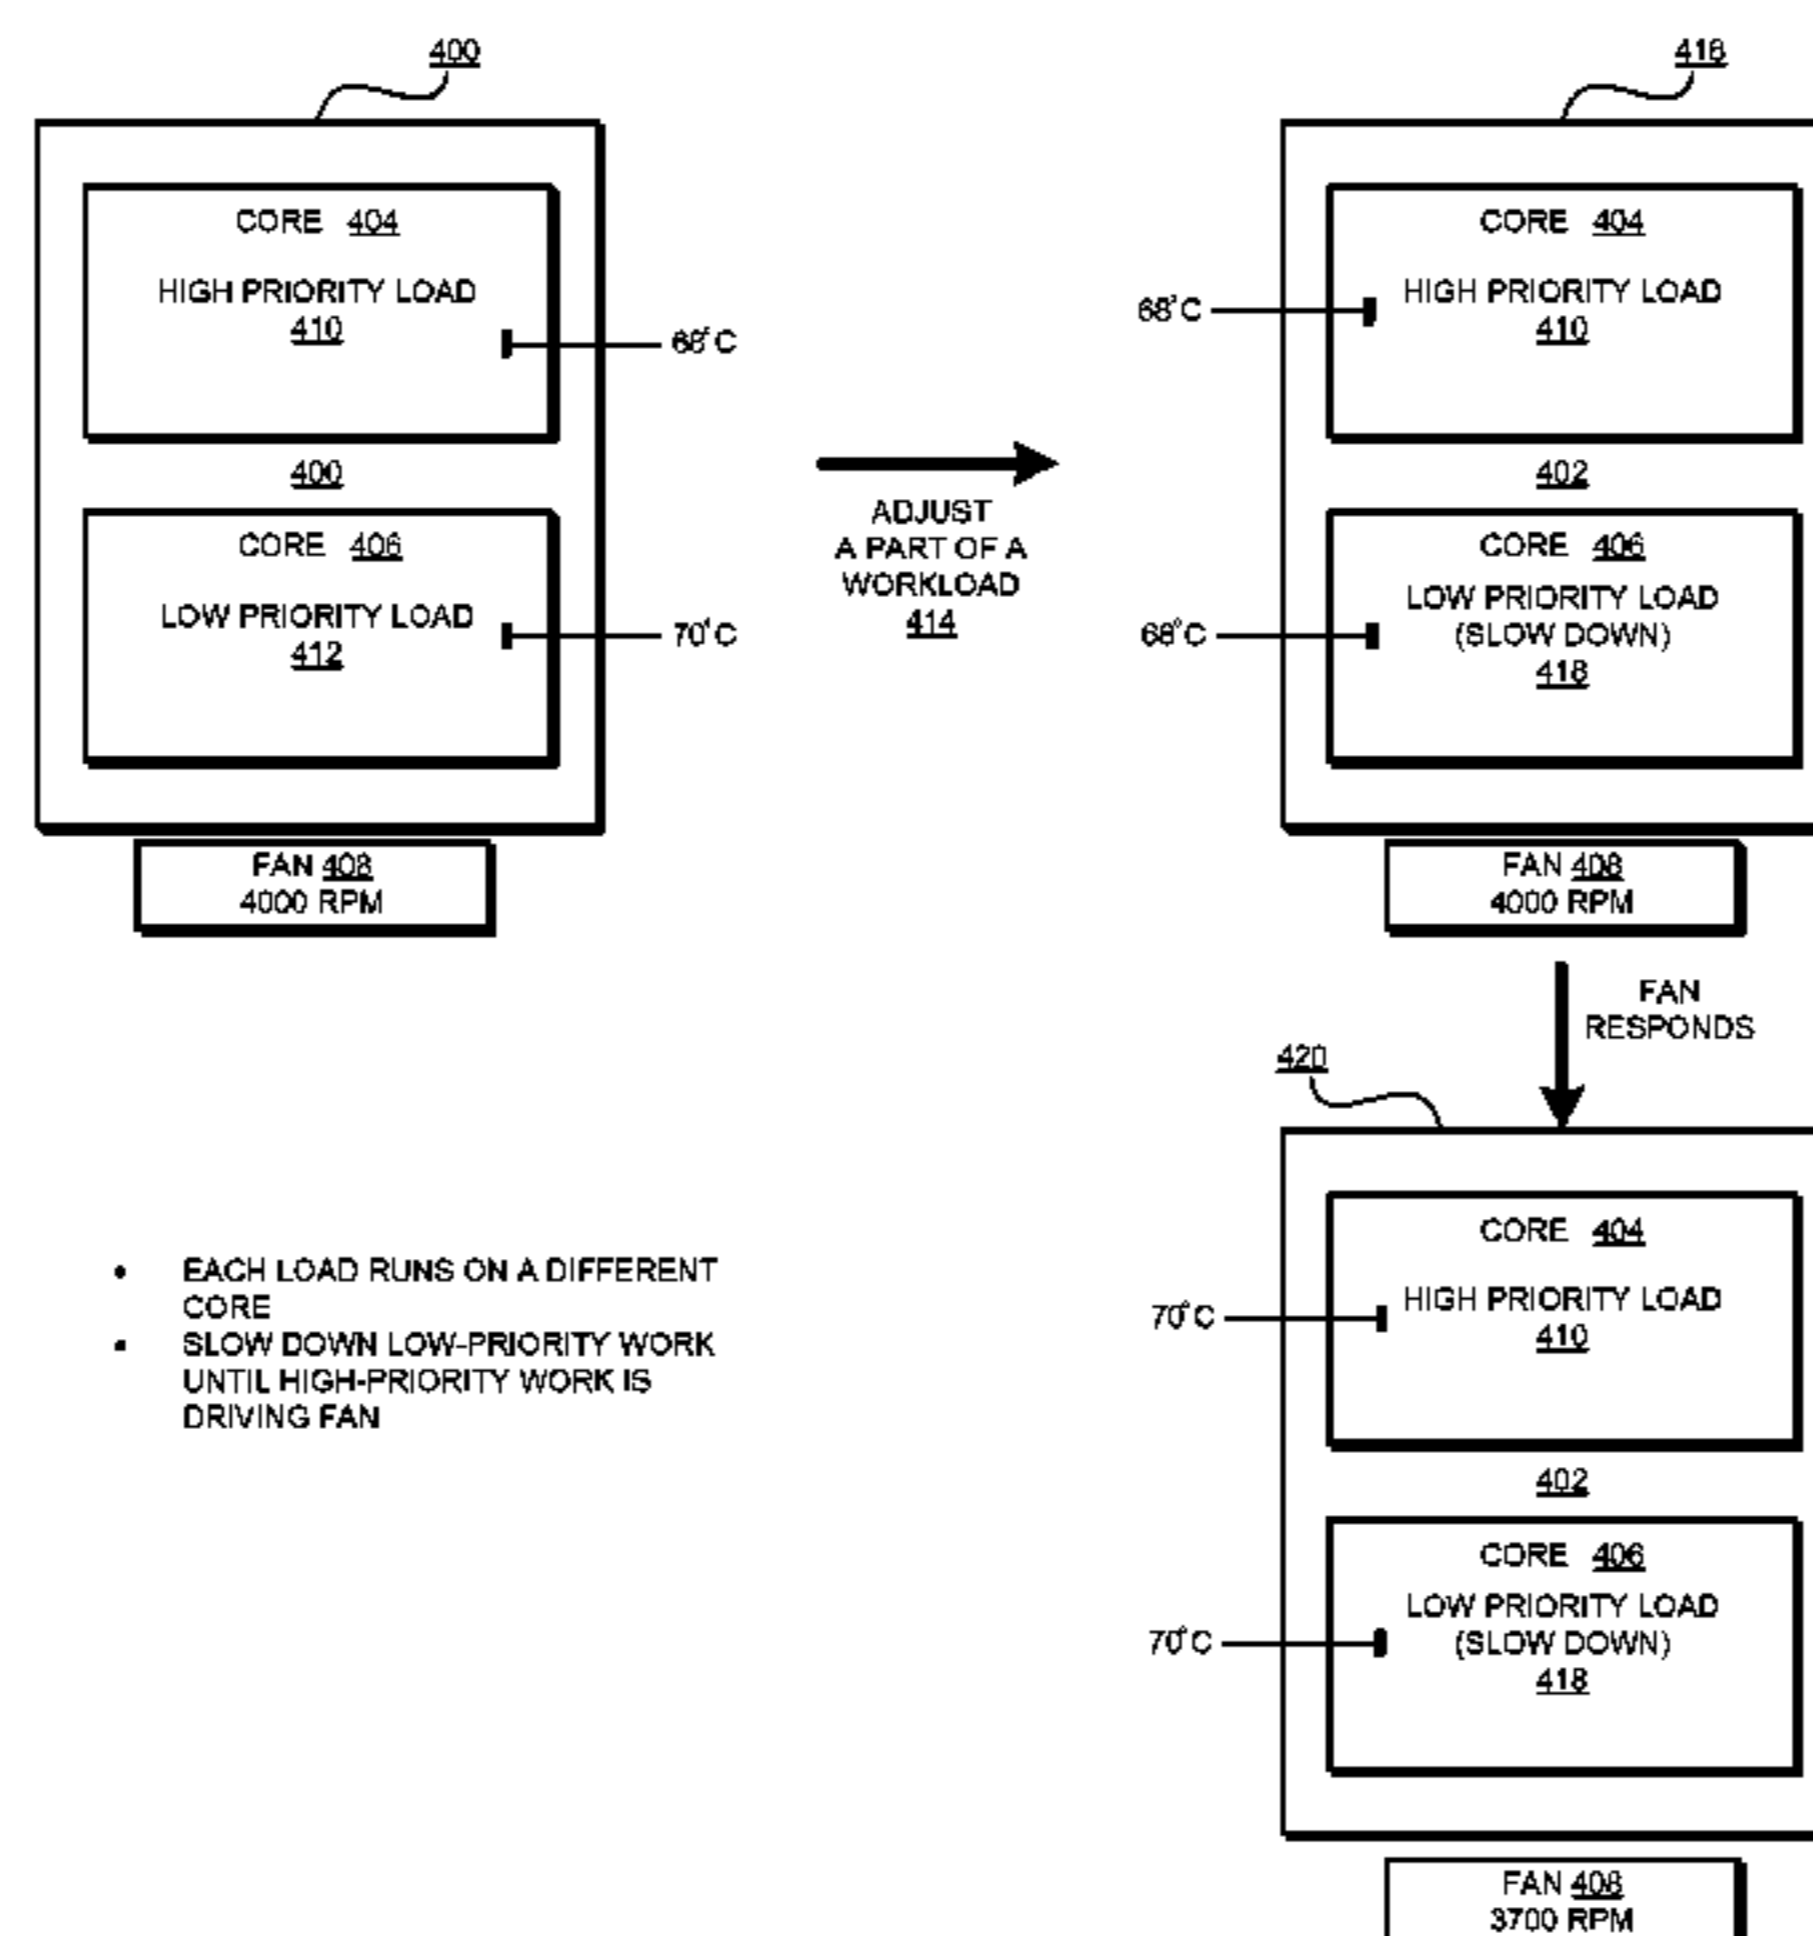 400
CORE 404
HIGH PRIORITY LOAD
410
68°C
400
CORE 406
LOW PRIORITY LOAD
412
70°C
FAN 408
4000 RPM
ADJUST
A PART OF A
WORKLOAD
414
418
CORE 404
HIGH PRIORITY LOAD
410
68°C
402
CORE 406
LOW PRIORITY LOAD
(SLOW DOWN)
418
68°C
FAN 408
4000 RPM
FAN
RESPONDS
420
CORE 404
HIGH PRIORITY LOAD
410
70°C
402
CORE 406
LOW PRIORITY LOAD
(SLOW DOWN)
418
70°C
FAN 408
3700 RPM
• EACH LOAD RUNS ON A DIFFERENT
CORE
• SLOW DOWN LOW-PRIORITY WORK
UNTIL HIGH-PRIORITY WORK IS
DRIVING FAN